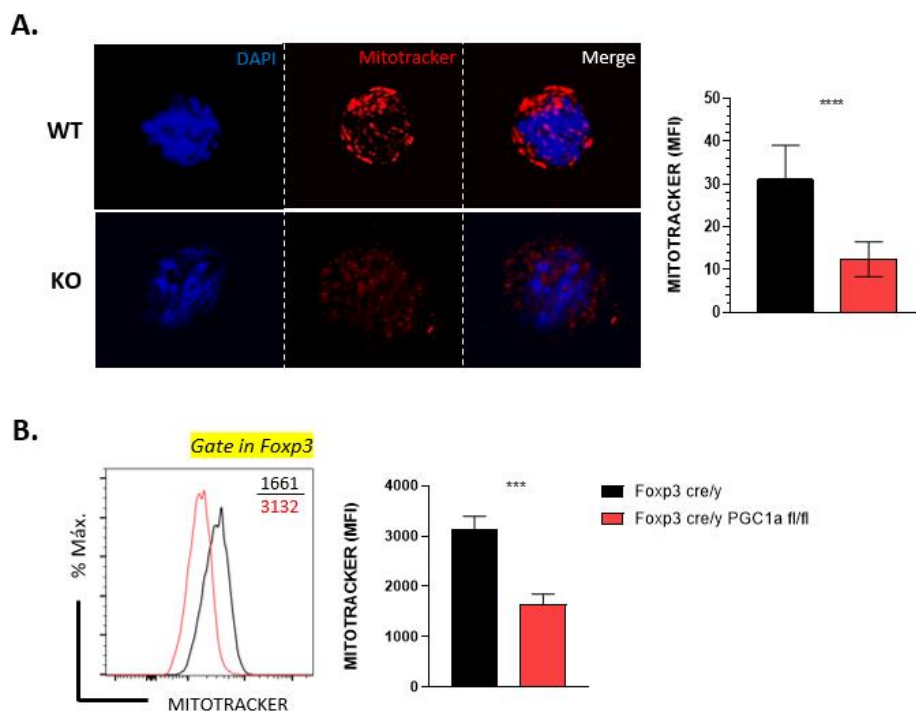 A.
DAPI
Mitotracker
Merge
WT
KO
MITOTRACKER (MFI)
50
40
30
20
10
0
****
B.
Gate in Foxp3
1661
3132
% Máx.
MITOTRACKER
MITOTRACKER (MFI)
4000
3000
2000
1000
0
***
Foxp3 cre/y
Foxp3 cre/y PGC1a fl/fl